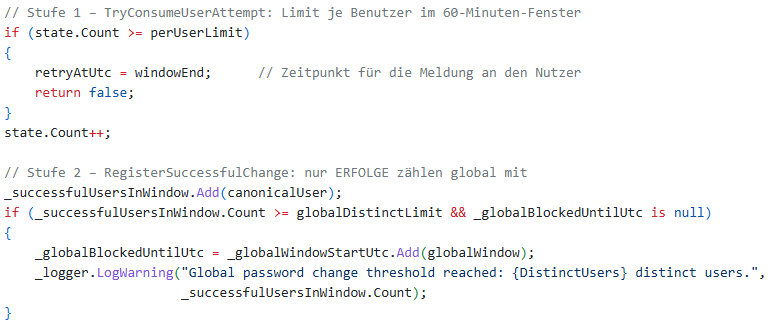 // Stufe 1 – TryConsumeUserAttempt: Limit je Benutzer im 60-Minuten-Fenster
if (state.Count >= perUserLimit)
{
    retryAtUtc = windowEnd;      // Zeitpunkt für die Meldung an den Nutzer
    return false;
}
state.Count++;

// Stufe 2 – RegisterSuccessfulChange: nur ERFOLGE zählen global mit
_successfulUsersInWindow.Add(canonicalUser);
if (_successfulUsersInWindow.Count >= globalDistinctLimit && _globalBlockedUntilUtc is null)
{
    _globalBlockedUntilUtc = _globalWindowStartUtc.Add(globalWindow);
    _logger.LogWarning("Global password change threshold reached: {DistinctUsers} distinct users.",
                       _successfulUsersInWindow.Count);
}